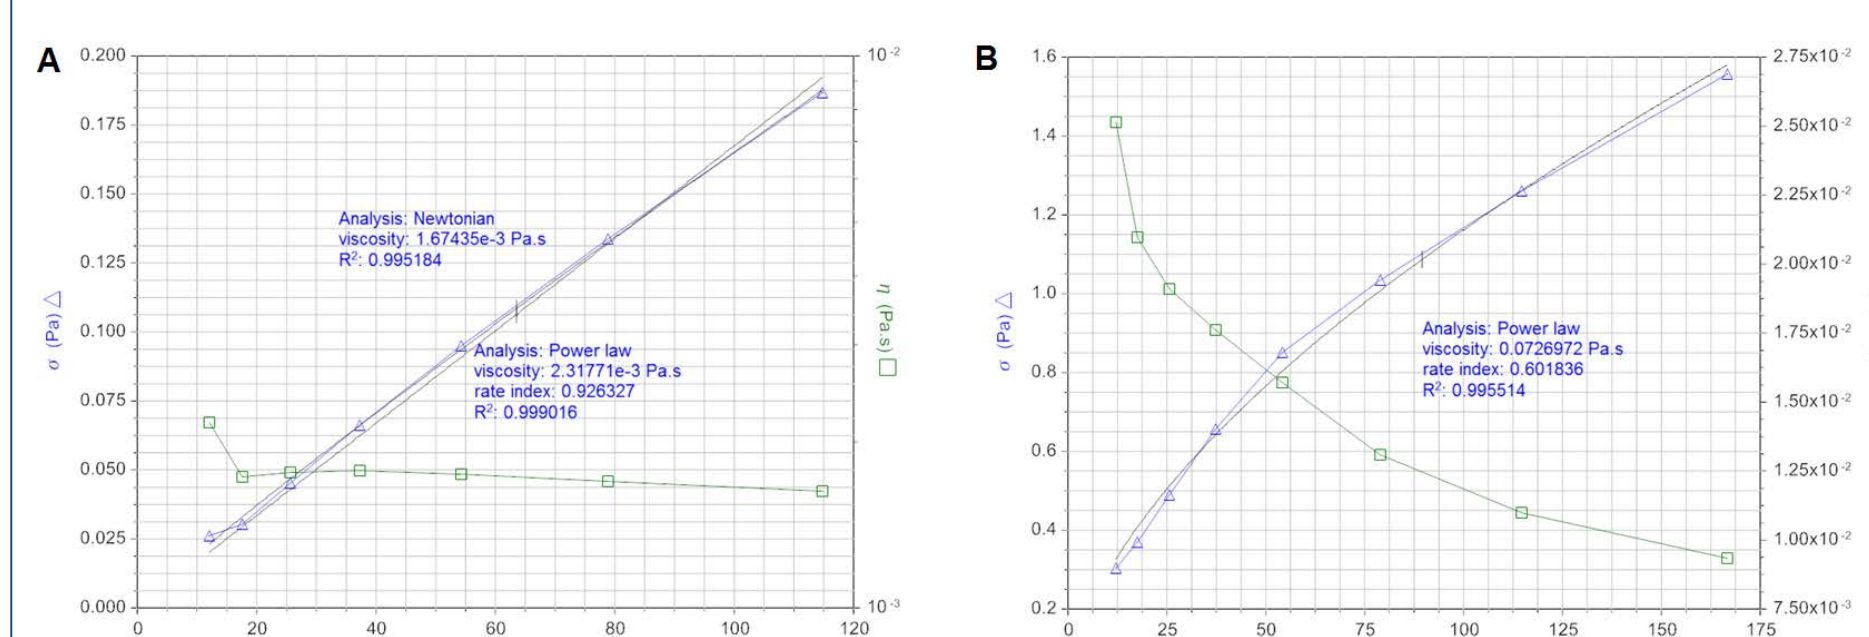 A
0.200
0.175
0.150
0.125
0.100
0.075
0.050
0.025
0.000
σ (Pa) △
Analysis: Newtonian
viscosity: 1.67435e-3 Pa.s
R²: 0.995184
Analysis: Power law
viscosity: 2.31771e-3 Pa.s
rate index: 0.926327
R²: 0.999016
10⁻²
10⁻³
η (Pa.s) □
0 20 40 60 80 100 120
B
1.6
1.4
1.2
1.0
0.8
0.6
0.4
0.2
σ (Pa) △
Analysis: Power law
viscosity: 0.0726972 Pa.s
rate index: 0.601836
R²: 0.995514
2.75x10⁻²
2.50x10⁻²
2.25x10⁻²
2.00x10⁻²
1.75x10⁻²
1.50x10⁻²
1.25x10⁻²
1.00x10⁻²
7.50x10⁻³
0 25 50 75 100 125 150 175